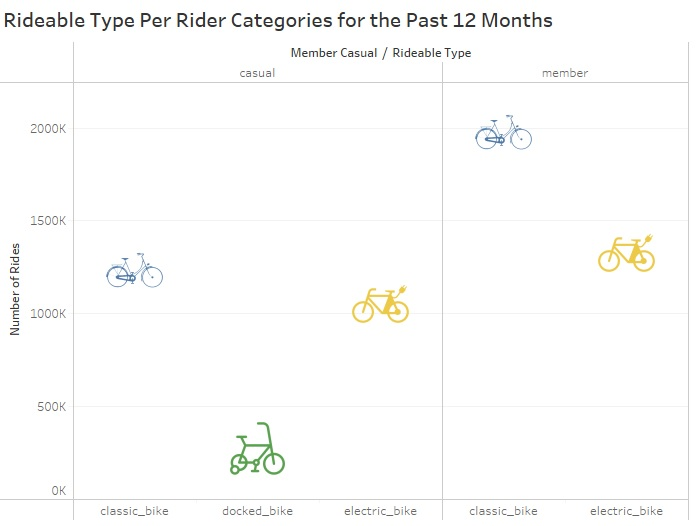 Rideable Type Per Rider Categories for the Past 12 Months
Member Casual / Rideable Type
casual member
2000K
1500K
1000K
500K
0K
Number of Rides
classic_bike docked_bike electric_bike classic_bike electric_bike